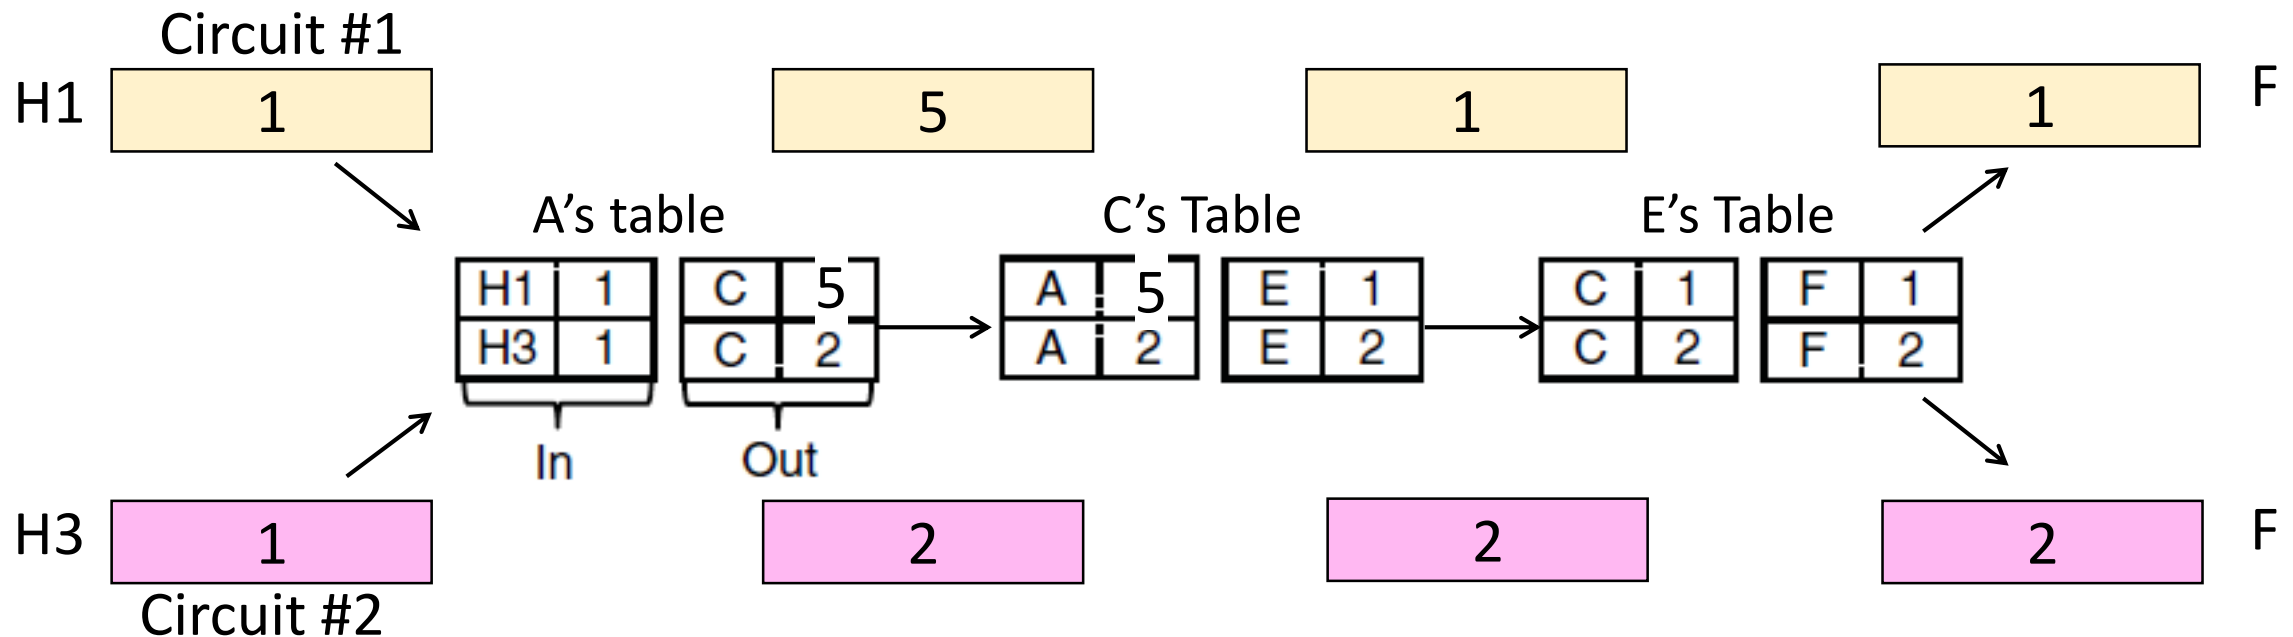 Circuit #1
H1 1 5 1 1 F
A’s table C’s Table E’s Table
H1 1 C 5 A 5 E 1 C 1 F 1
H3 1 C 2 A 2 E 2 C 2 F 2
In Out
H3 1 2 2 2 F
Circuit #2